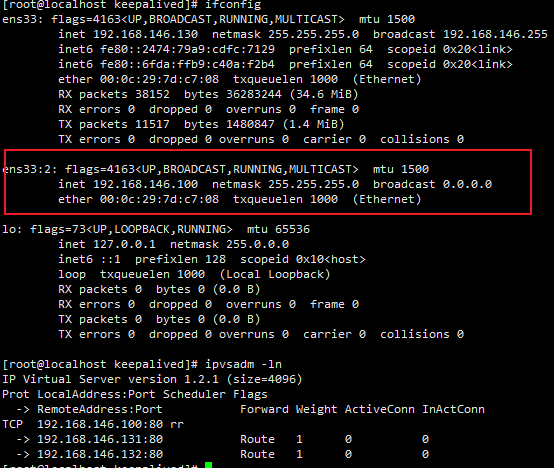 [root@localhost keepalived]# ifconfig
ens33: flags=4163<UP,BROADCAST,RUNNING,MULTICAST>  mtu 1500
        inet 192.168.146.130  netmask 255.255.255.0  broadcast 192.168.146.255
        inet6 fe80::2474:79a9:cdfc:7129  prefixlen 64  scopeid 0x20<link>
        inet6 fe80::6fda:ffb9:c40a:f2b4  prefixlen 64  scopeid 0x20<link>
        ether 00:0c:29:7d:c7:08  txqueuelen 1000  (Ethernet)
        RX packets 38152  bytes 36283244 (34.6 MiB)
        RX errors 0  dropped 0  overruns 0  frame 0
        TX packets 11517  bytes 1480847 (1.4 MiB)
        TX errors 0  dropped 0 overruns 0  carrier 0  collisions 0
ens33:2: flags=4163<UP,BROADCAST,RUNNING,MULTICAST>  mtu 1500
        inet 192.168.146.100  netmask 255.255.255.0  broadcast 0.0.0.0
        ether 00:0c:29:7d:c7:08  txqueuelen 1000  (Ethernet)
lo: flags=73<UP,LOOPBACK,RUNNING>  mtu 65536
        inet 127.0.0.1  netmask 255.0.0.0
        inet6 ::1  prefixlen 128  scopeid 0x10<host>
        loop  txqueuelen 1000  (Local Loopback)
        RX packets 0  bytes 0 (0.0 B)
        RX errors 0  dropped 0  overruns 0  frame 0
        TX packets 0  bytes 0 (0.0 B)
        TX errors 0  dropped 0 overruns 0  carrier 0  collisions 0
[root@localhost keepalived]# ipvsadm -ln
IP Virtual Server version 1.2.1 (size=4096)
Prot LocalAddress:Port Scheduler Flags
  -> RemoteAddress:Port           Forward Weight ActiveConn InActConn
TCP  192.168.146.100:80 rr
  -> 192.168.146.131:80           Route   1      0          0
  -> 192.168.146.132:80           Route   1      0          0
[root@localhost keepalived]#